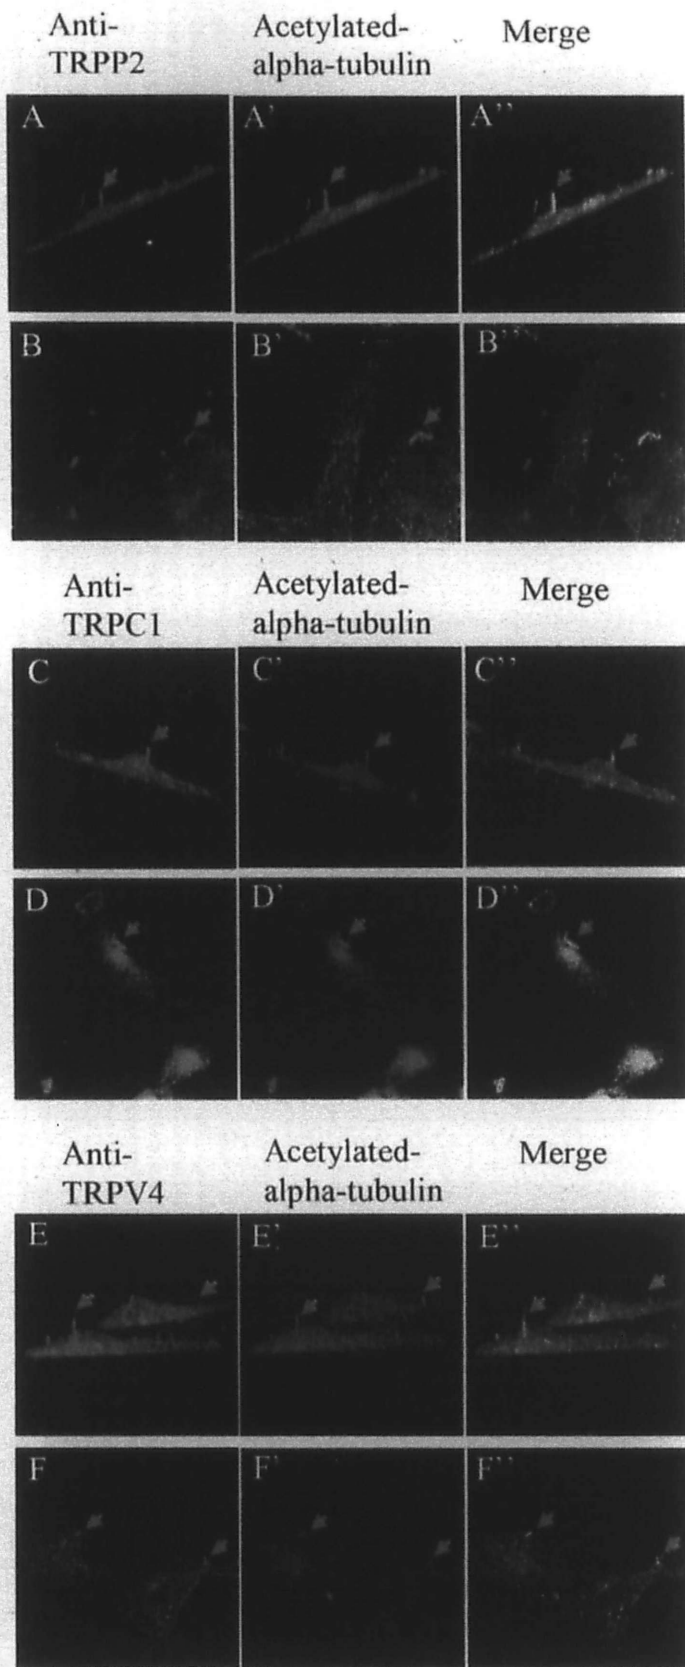 Anti-
TRPP2
Acetylated-
alpha-tubulin
Merge
A
A'
A''
B
B'
B''
Anti-
TRPC1
Acetylated-
alpha-tubulin
Merge
C
C'
C''
D
D'
D''
Anti-
TRPV4
Acetylated-
alpha-tubulin
Merge
E
E'
E''
F
F'
F''